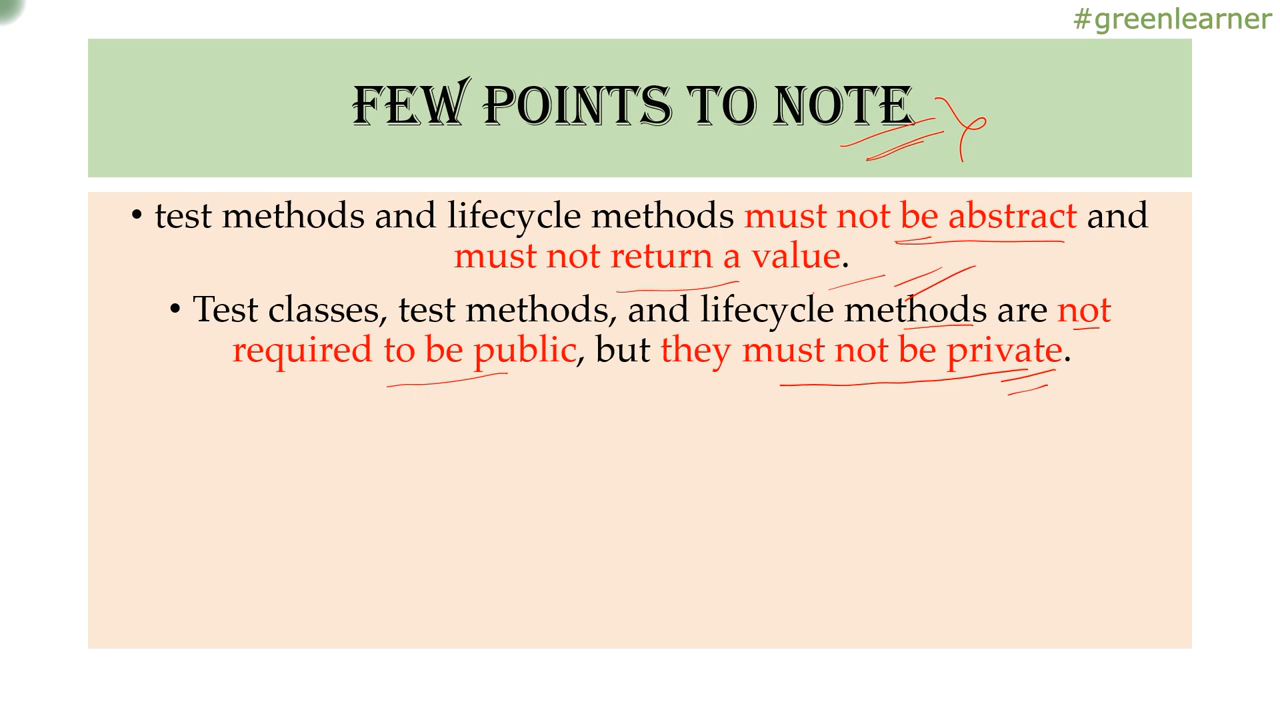 #greenlearner
FEW POINTS TO NOTE
• test methods and lifecycle methods must not be abstract and
must not return a value.
• Test classes, test methods, and lifecycle methods are not
required to be public, but they must not be private.